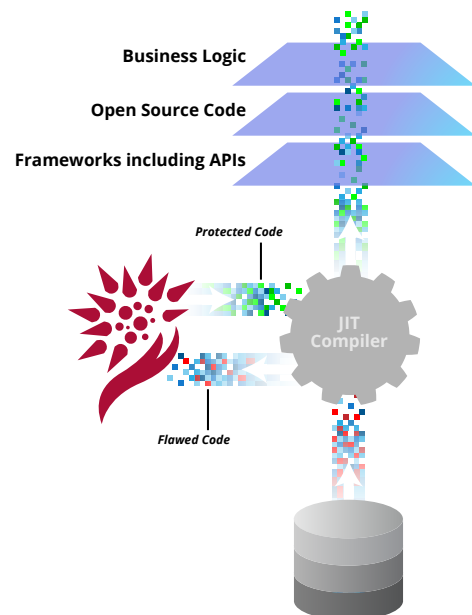 Business Logic
Open Source Code
Frameworks including APIs
Protected Code
JIT
Compiler
Flawed Code